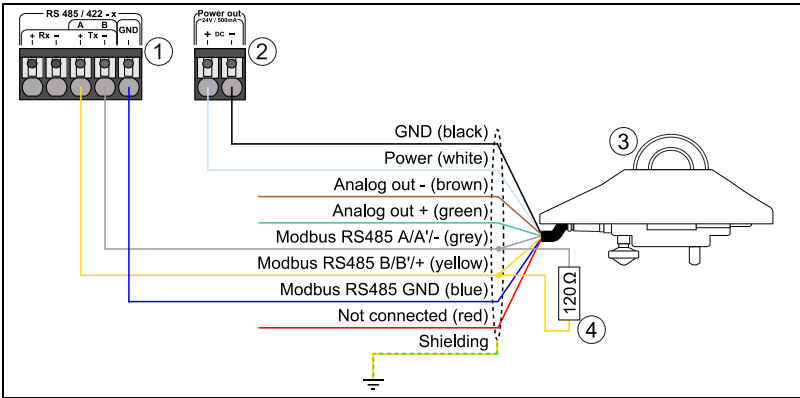 RS 485 / 422 - x
A B
+ Rx − + Tx − GND
1
Power out
24V / 500mA
+ DC −
2
3
GND (black)
Power (white)
Analog out - (brown)
Analog out + (green)
Modbus RS485 A/A'/- (grey)
Modbus RS485 B/B'/+ (yellow)
Modbus RS485 GND (blue)
Not connected (red)
Shielding
120 Ω
4